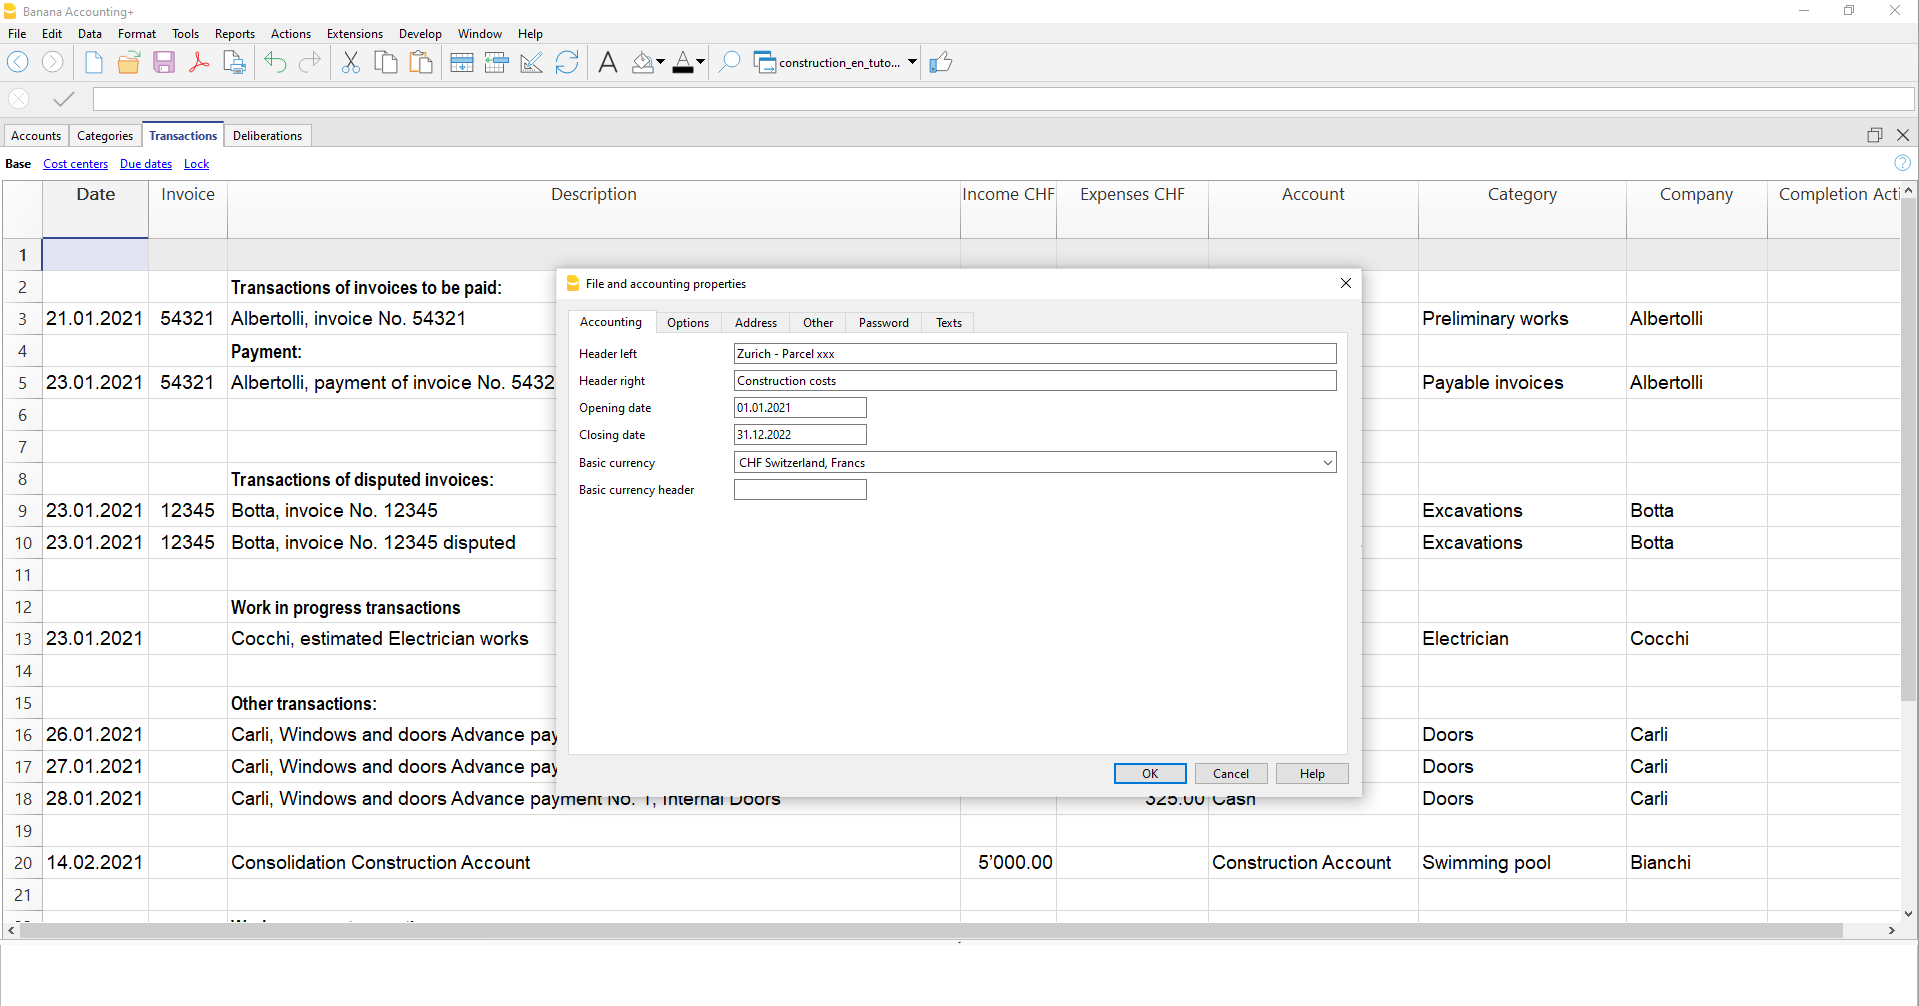 Banana Accounting+
File Edit Data Format Tools Reports Actions Extensions Develop Window Help
construction_en_tuto...
Accounts Categories Transactions Deliberations
Base Cost centers Due dates Lock
Date Invoice Description Income CHF Expenses CHF Account Category Company Completion Acti
1
2 Transactions of invoices to be paid:
3 21.01.2021 54321 Albertolli, invoice No. 54321 Preliminary works Albertolli
4 Payment:
5 23.01.2021 54321 Albertolli, payment of invoice No. 5432 Payable invoices Albertolli
6
7
8 Transactions of disputed invoices:
9 23.01.2021 12345 Botta, invoice No. 12345 Excavations Botta
10 23.01.2021 12345 Botta, invoice No. 12345 disputed Excavations Botta
11
12 Work in progress transactions
13 23.01.2021 Cocchi, estimated Electrician works Electrician Cocchi
14
15 Other transactions:
16 26.01.2021 Carli, Windows and doors Advance pay Doors Carli
17 27.01.2021 Carli, Windows and doors Advance pay Doors Carli
18 28.01.2021 Carli, Windows and doors Advance payment No. 1, Internal Doors 325.00 Cash Doors Carli
19
20 14.02.2021 Consolidation Construction Account 5’000.00 Construction Account Swimming pool Bianchi
21
File and accounting properties
Accounting Options Address Other Password Texts
Header left Zurich - Parcel xxx
Header right Construction costs
Opening date 01.01.2021
Closing date 31.12.2022
Basic currency CHF Switzerland, Francs
Basic currency header
OK Cancel Help